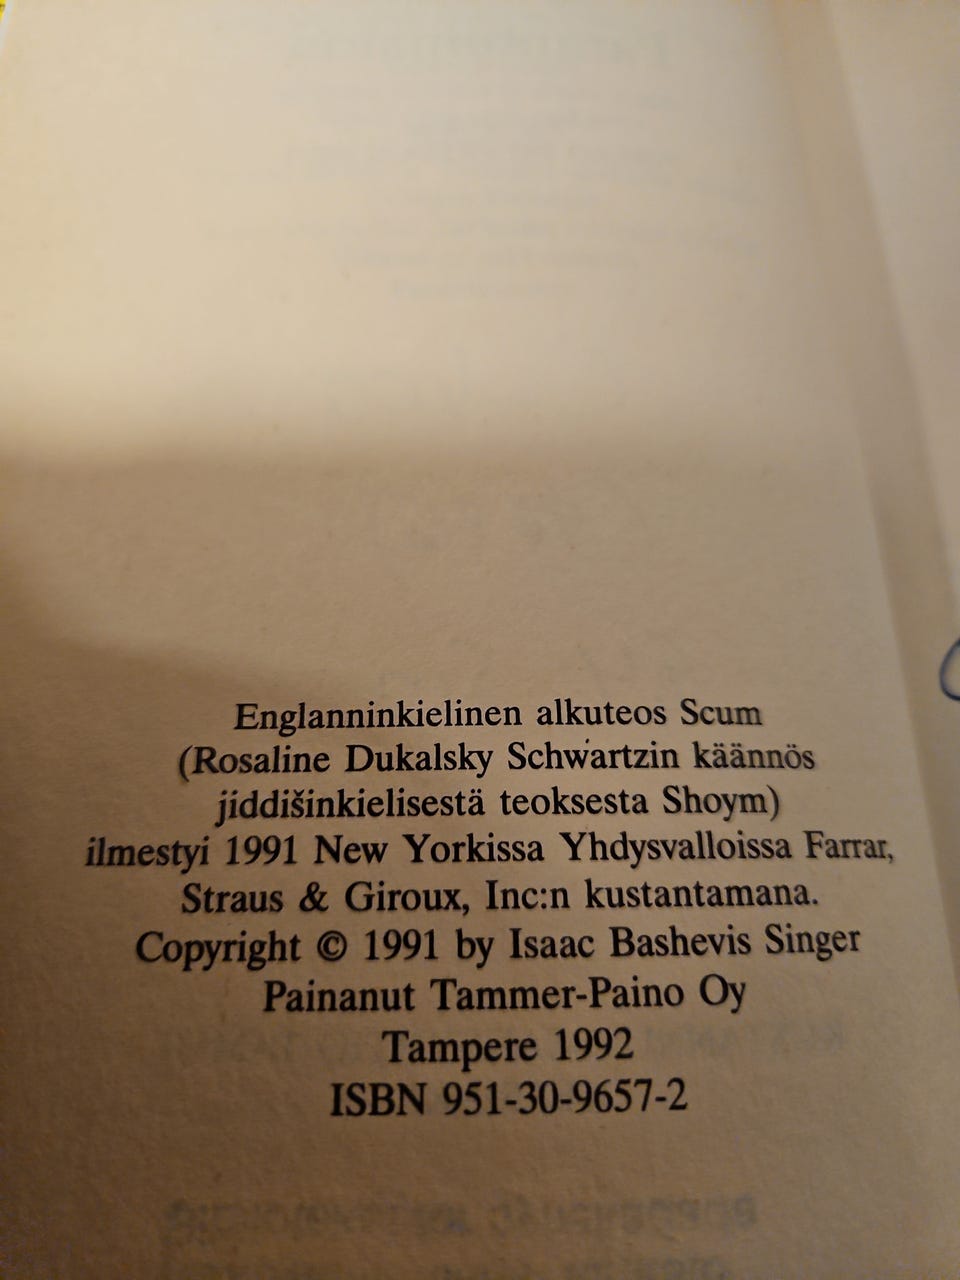 Englanninkielinen alkuteos Scum
(Rosaline Dukalsky Schwartzin käännös
jiddišinkielisestä teoksesta Shoym)
ilmestyi 1991 New Yorkissa Yhdysvalloissa Farrar,
Straus & Giroux, Inc:n kustantamana.
Copyright © 1991 by Isaac Bashevis Singer
Painanut Tammer-Paino Oy
Tampere 1992
ISBN 951-30-9657-2